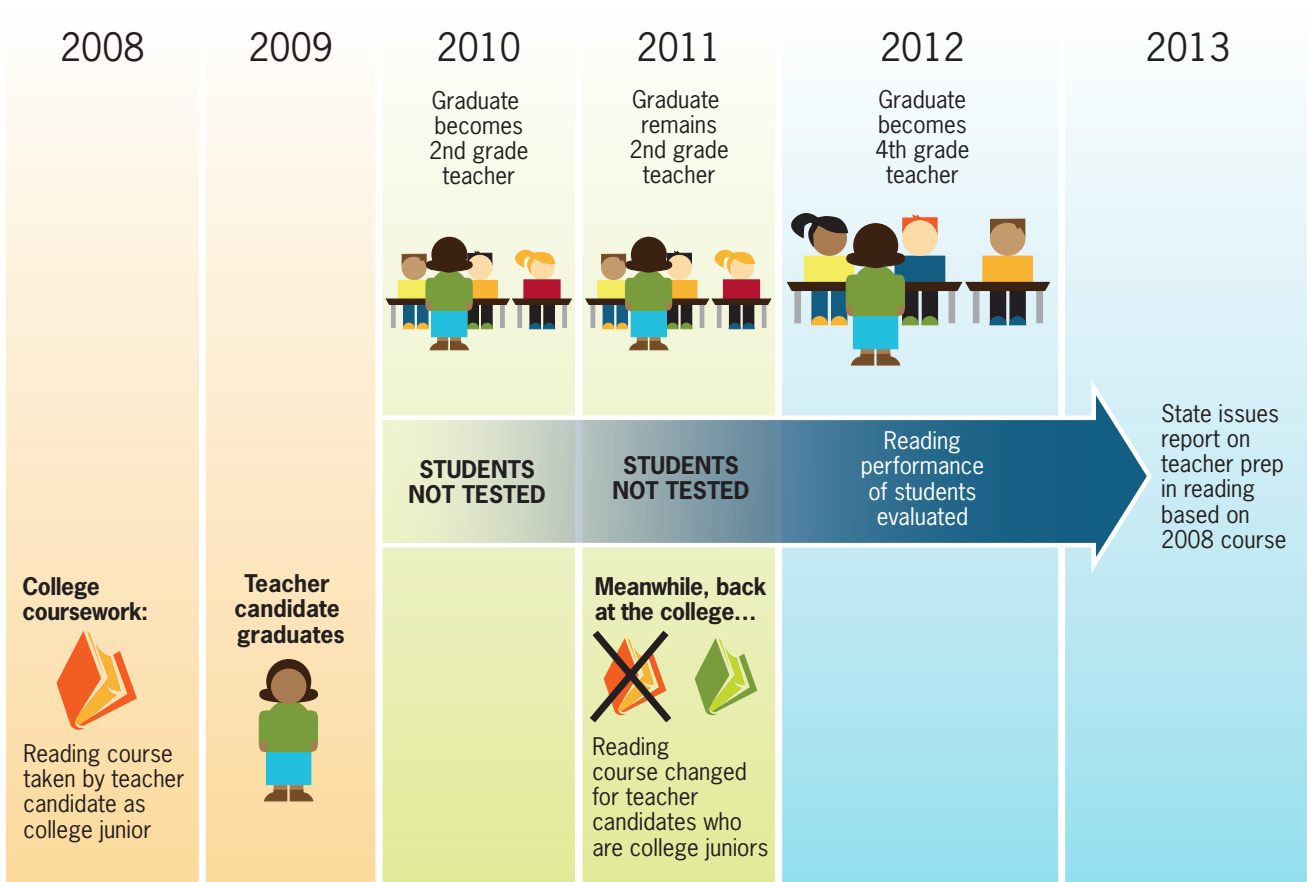 2008
2009
2010
2011
2012
2013
Graduate
becomes
2nd grade
teacher
Graduate
remains
2nd grade
teacher
Graduate
becomes
4th grade
teacher
STUDENTS
NOT TESTED
STUDENTS
NOT TESTED
Reading
performance
of students
evaluated
State issues
report on
teacher prep
in reading
based on
2008 course
College
coursework:
Reading course
taken by teacher
candidate as
college junior
Teacher
candidate
graduates
Meanwhile, back
at the college…
Reading
course changed
for teacher
candidates who
are college juniors